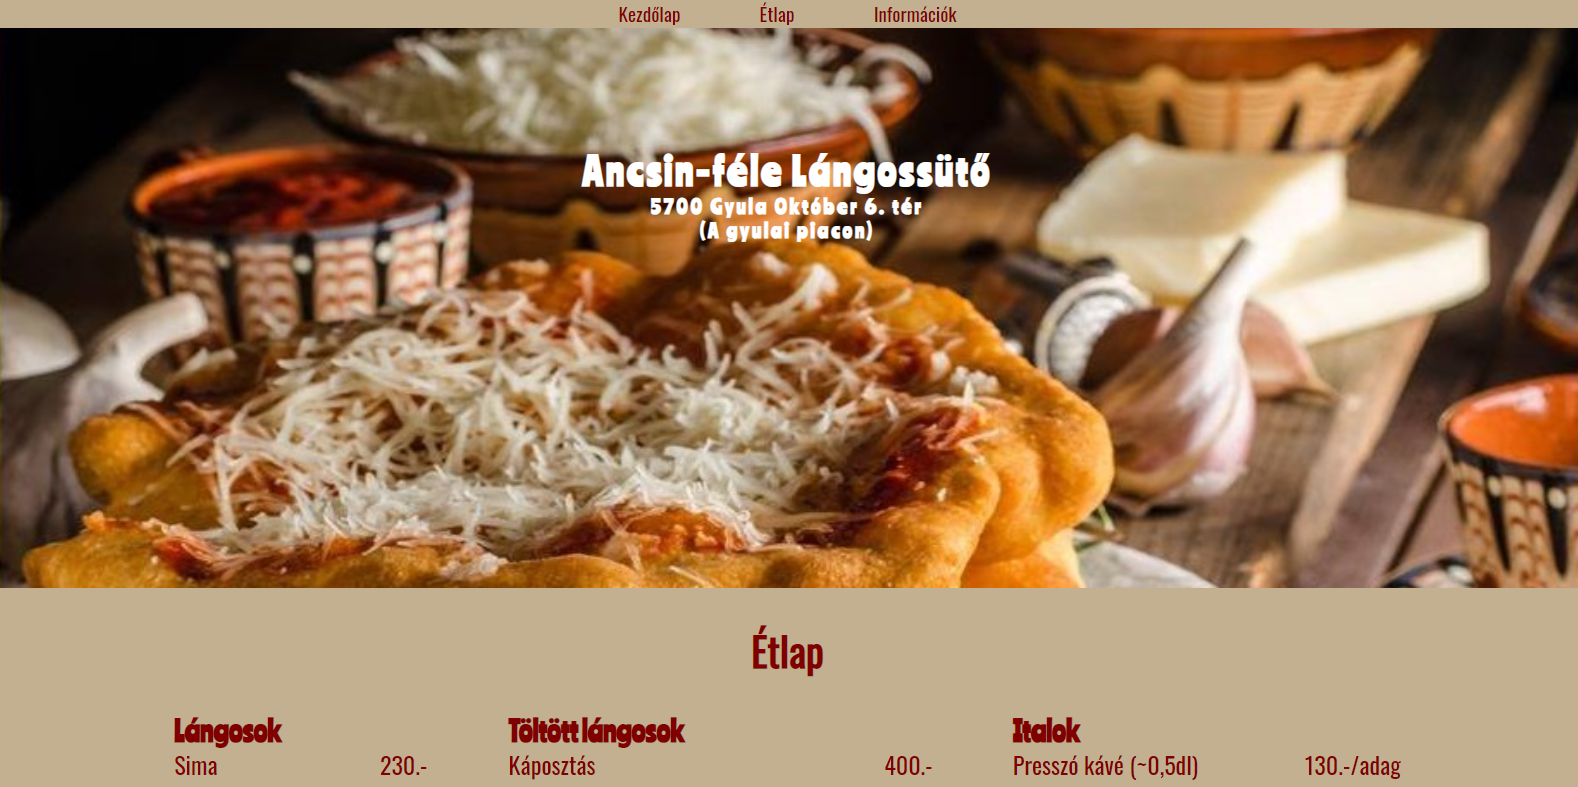 Kezdőlap Étlap Információk
Ancsin-féle Lángossütő
5700 Gyula Október 6. tér
(A gyulai piacon)
Étlap
Lángosok Töltött lángosok Italok
Sima 230.- Káposztás 400.- Presszó kávé (~0,5dl) 130.-/adag